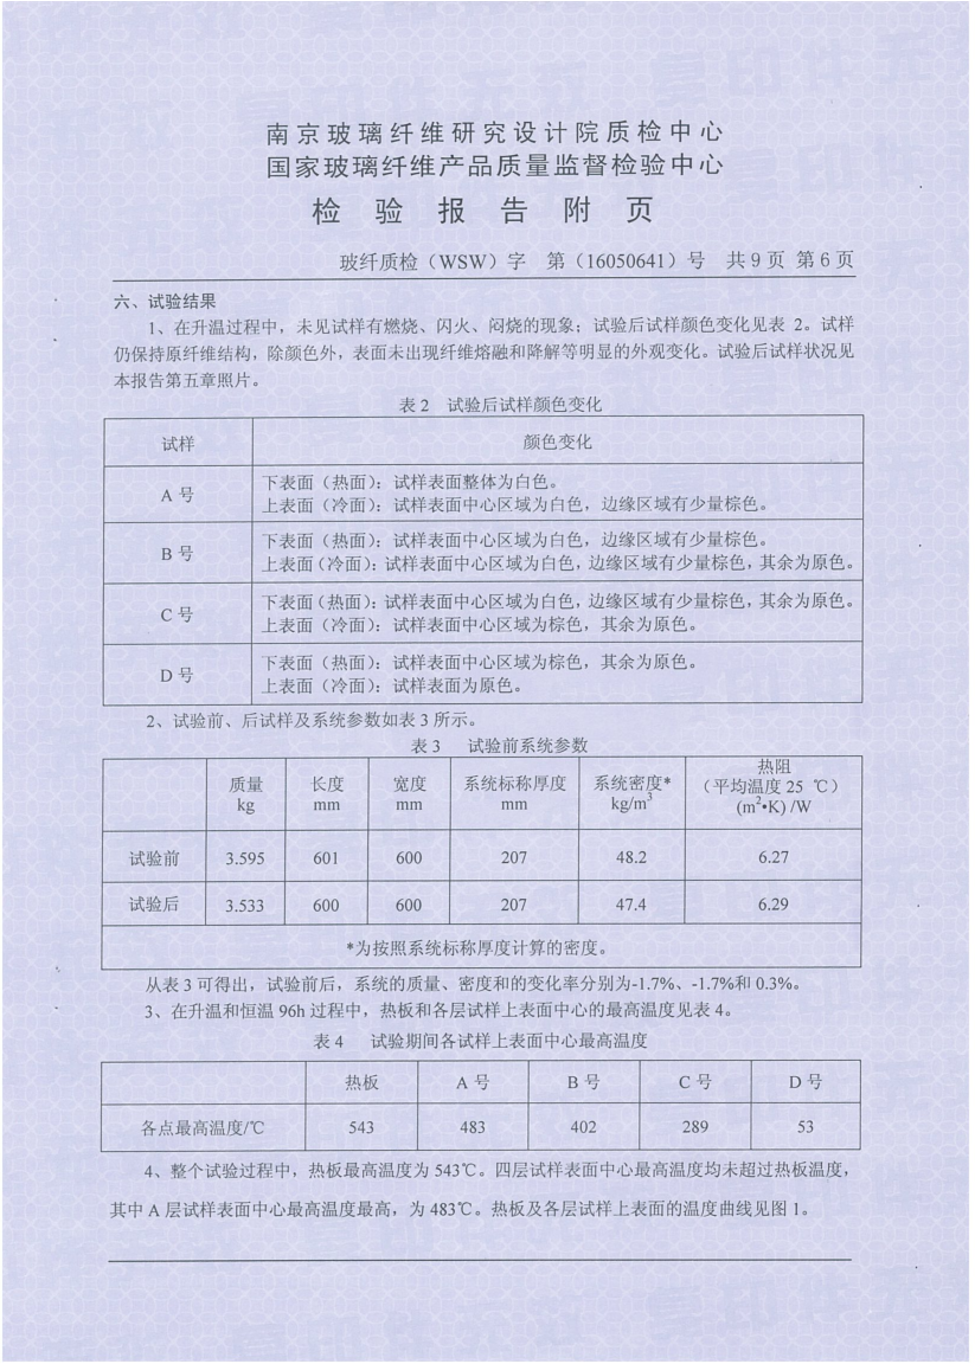 南京玻璃纤维研究设计院质检中心
国家玻璃纤维产品质量监督检验中心
检验报告附页
玻纤质检（WSW）字 第（16050641）号 共 9 页 第 6 页
六、试验结果
1、在升温过程中，未见试样有燃烧、闪火、闷烧的现象；试验后试样颜色变化见表 2。试样
仍保持原纤维结构，除颜色外，表面未出现纤维熔融和降解等明显的外观变化。试验后试样状况见
本报告第五章照片。
表 2 试验后试样颜色变化
试样 颜色变化
A 号
下表面（热面）：试样表面整体为白色。
上表面（冷面）：试样表面中心区域为白色，边缘区域有少量棕色。
B 号
下表面（热面）：试样表面中心区域为白色，边缘区域有少量棕色。
上表面（冷面）：试样表面中心区域为白色，边缘区域有少量棕色，其余为原色。
C 号
下表面（热面）：试样表面中心区域为白色，边缘区域有少量棕色，其余为原色。
上表面（冷面）：试样表面中心区域为棕色，其余为原色。
D 号
下表面（热面）：试样表面中心区域为棕色，其余为原色。
上表面（冷面）：试样表面为原色。
2、试验前、后试样及系统参数如表 3 所示。
表 3 试验前系统参数
质量 kg 长度 mm 宽度 mm 系统标称厚度 mm 系统密度* kg/m³ 热阻（平均温度 25 ℃）(m²•K) /W
试验前 3.595 601 600 207 48.2 6.27
试验后 3.533 600 600 207 47.4 6.29
*为按照系统标称厚度计算的密度。
从表 3 可得出，试验前后，系统的质量、密度和的变化率分别为-1.7%、-1.7%和 0.3%。
3、在升温和恒温 96h 过程中，热板和各层试样上表面中心的最高温度见表 4。
表 4 试验期间各试样上表面中心最高温度
热板 A 号 B 号 C 号 D 号
各点最高温度/℃ 543 483 402 289 53
4、整个试验过程中，热板最高温度为 543℃。四层试样表面中心最高温度均未超过热板温度，
其中 A 层试样表面中心最高温度最高，为 483℃。热板及各层试样上表面的温度曲线见图 1。